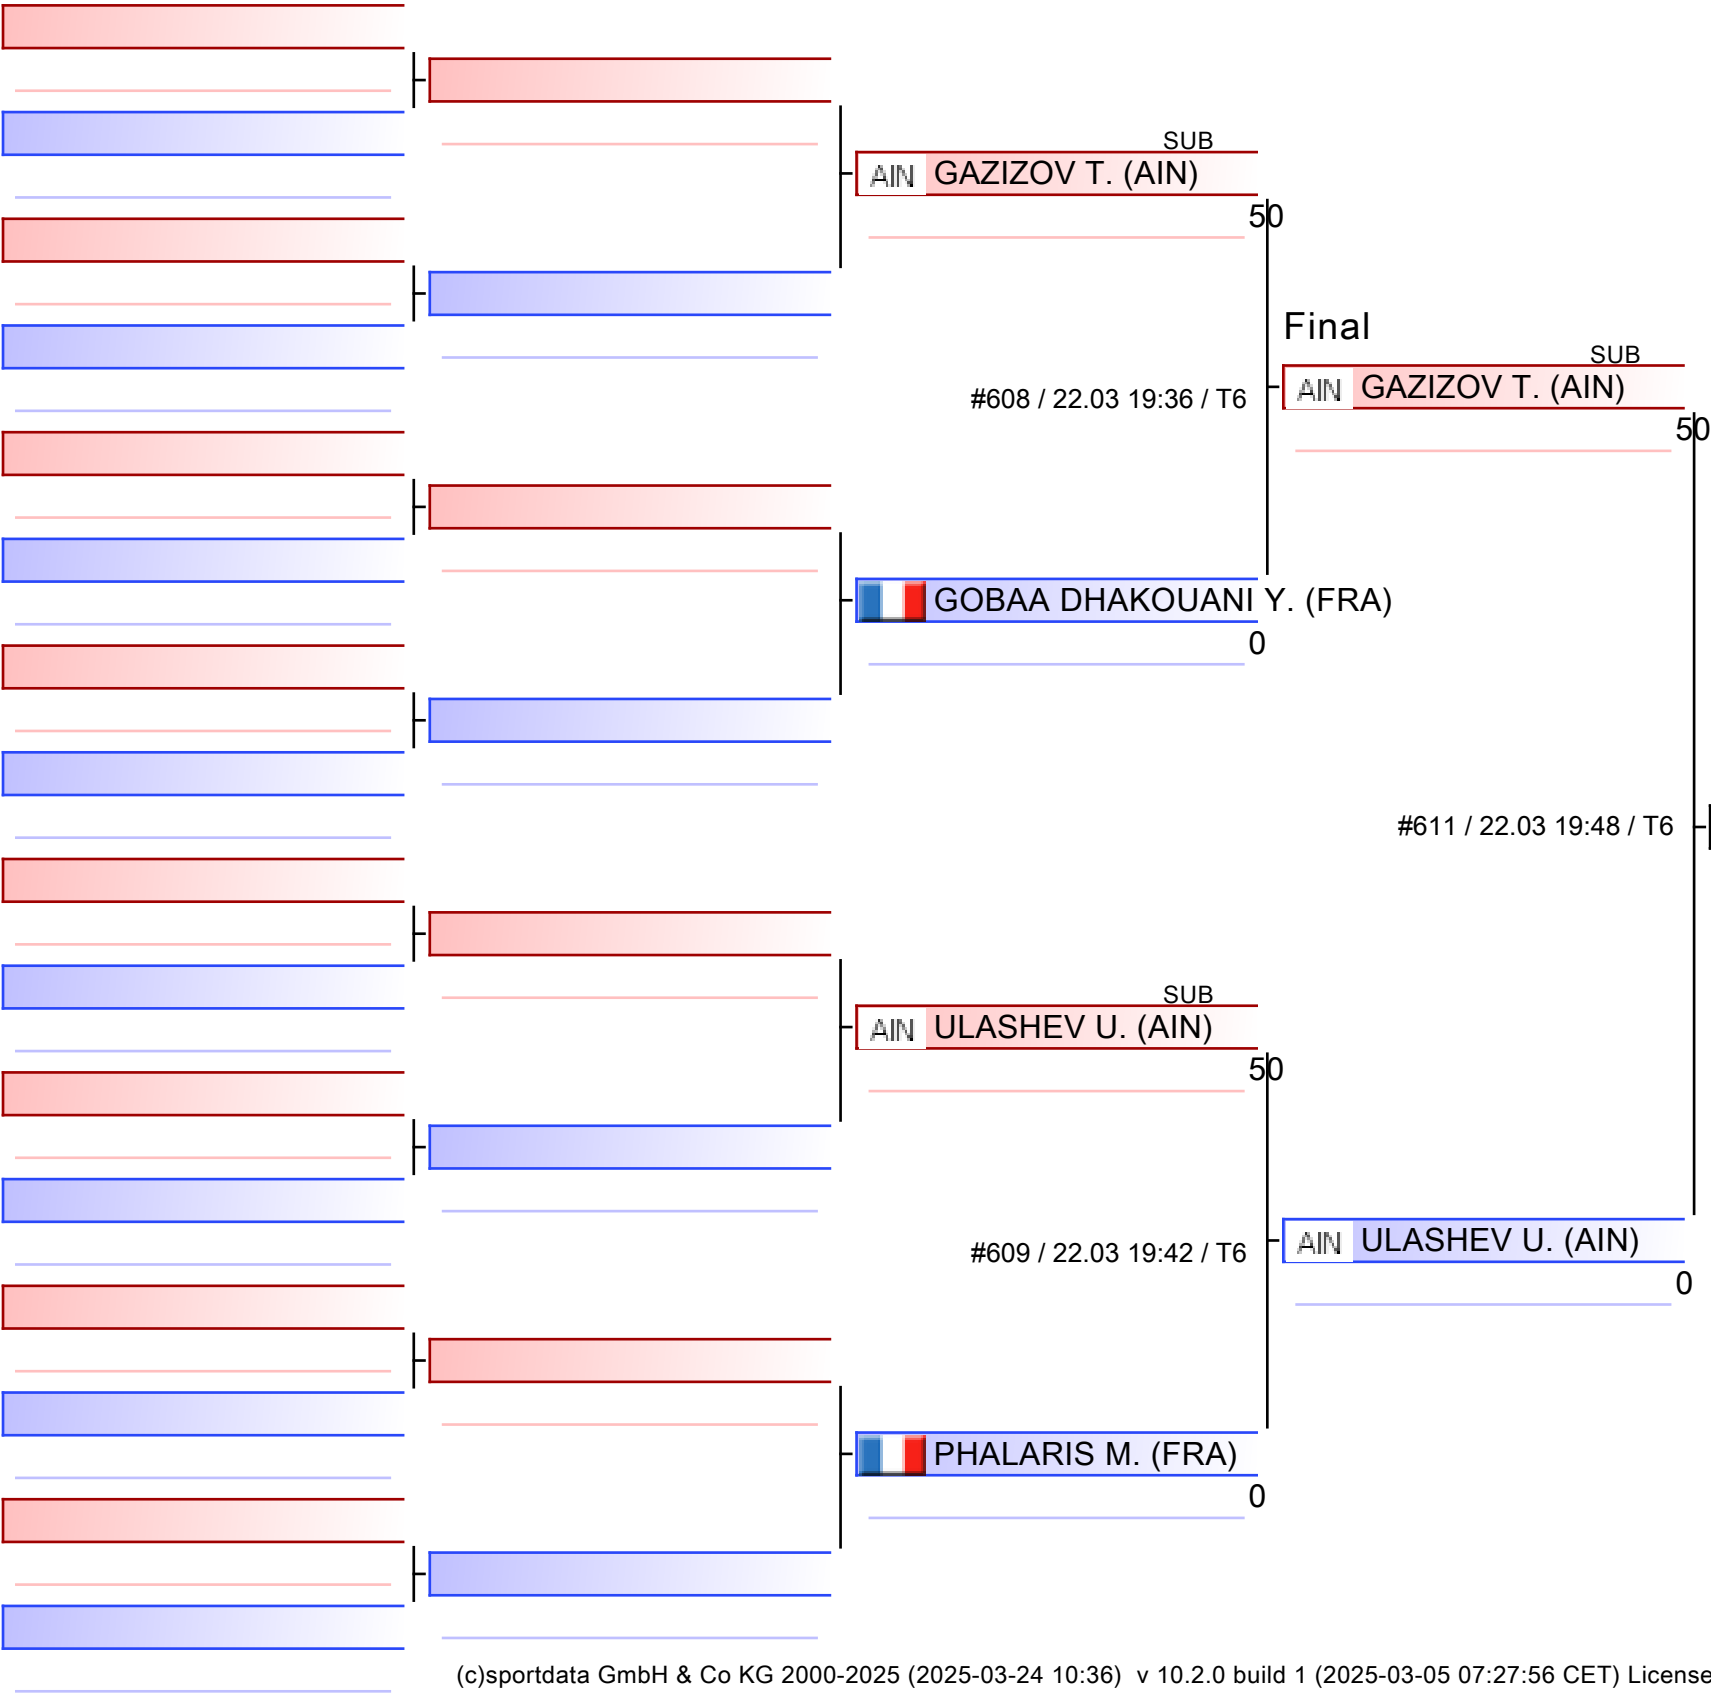 SUB
AIN GAZIZOV T. (AIN)
50
Final
SUB
#608 / 22.03 19:36 / T6
AIN GAZIZOV T. (AIN)
50
GOBAA DHAKOUANI Y. (FRA)
0
#611 / 22.03 19:48 / T6
SUB
AIN ULASHEV U. (AIN)
50
#609 / 22.03 19:42 / T6
AIN ULASHEV U. (AIN)
0
PHALARIS M. (FRA)
0
(c)sportdata GmbH & Co KG 2000-2025 (2025-03-24 10:36) v 10.2.0 build 1 (2025-03-05 07:27:56 CET) License